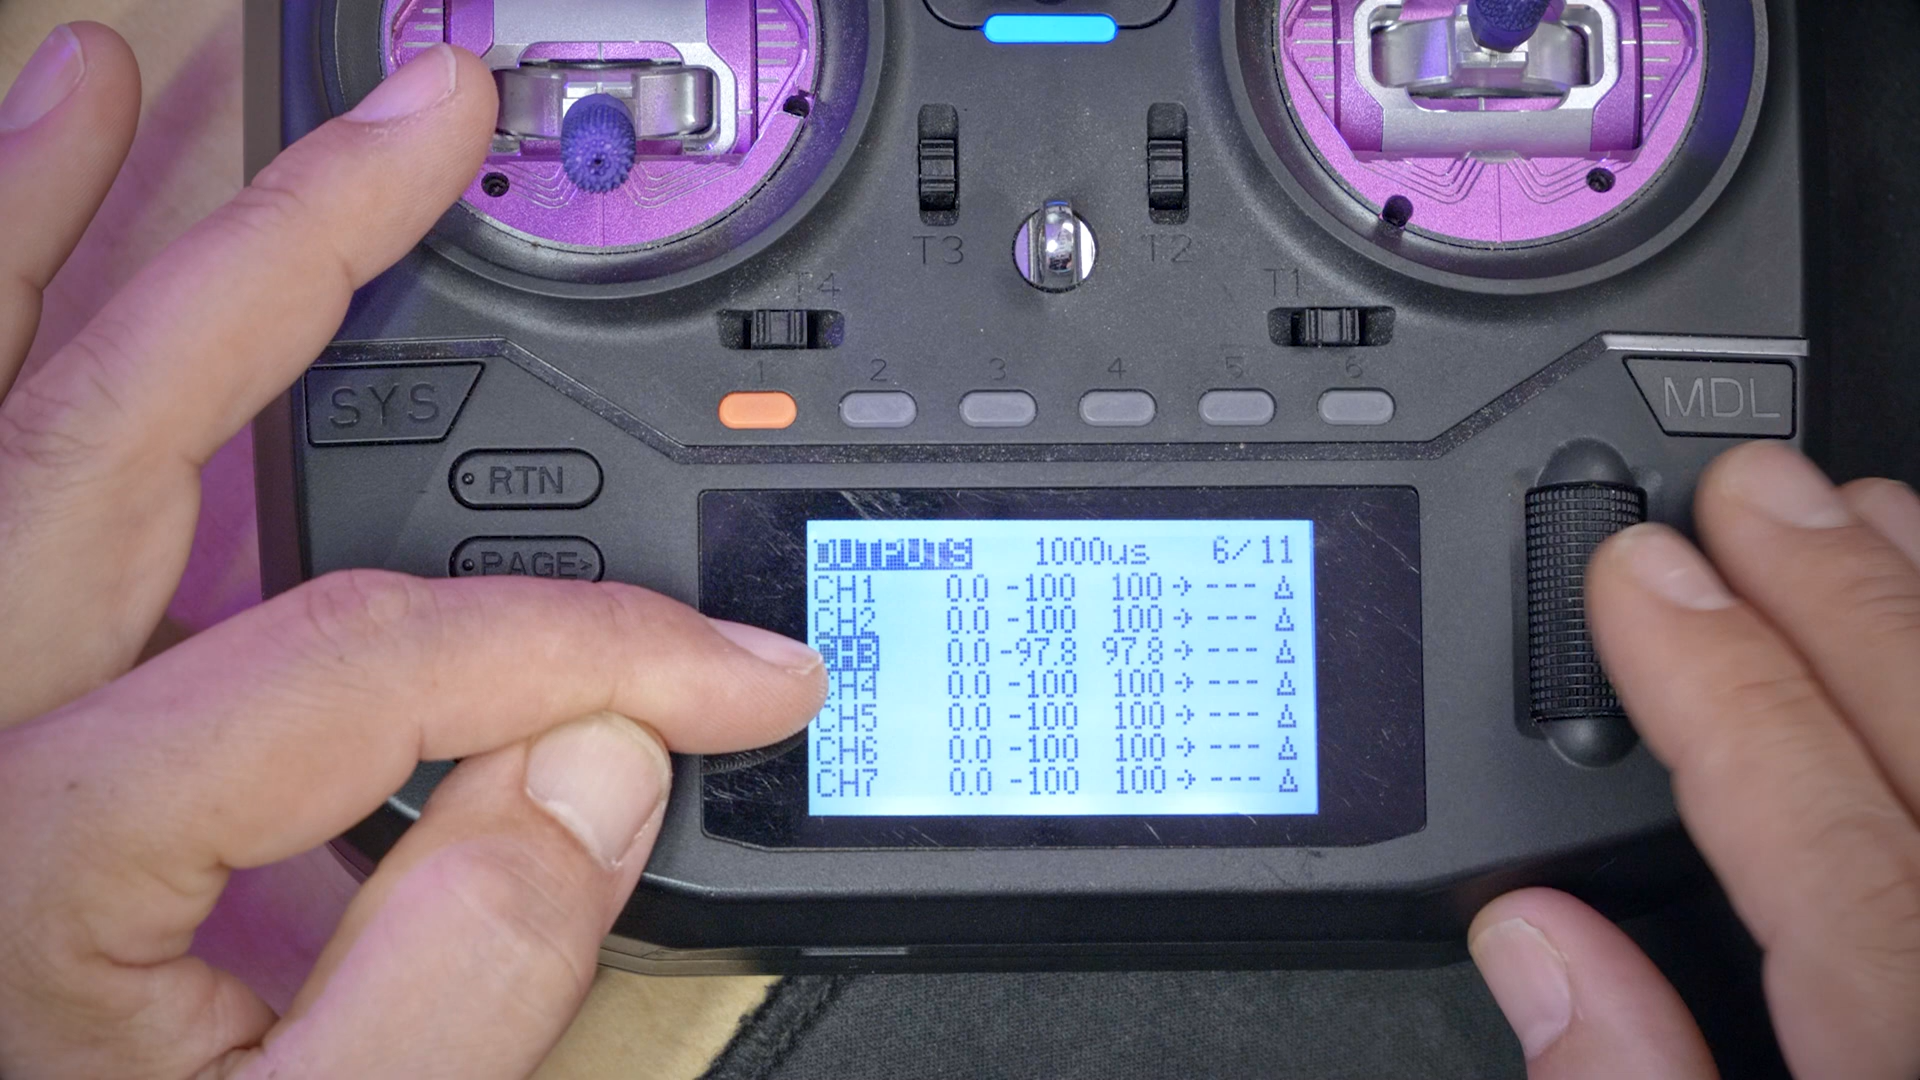 T3
T2
T4
T1
1 2 3 4 5 6
SYS
MDL
RTN
PAGE>
OUTPUTS 1000us 6/11
CH1 0.0 -100 100 → --- Δ
CH2 0.0 -100 100 → --- Δ
CH3 0.0 -97.8 97.8 → --- Δ
CH4 0.0 -100 100 → --- Δ
CH5 0.0 -100 100 → --- Δ
CH6 0.0 -100 100 → --- Δ
CH7 0.0 -100 100 → --- Δ